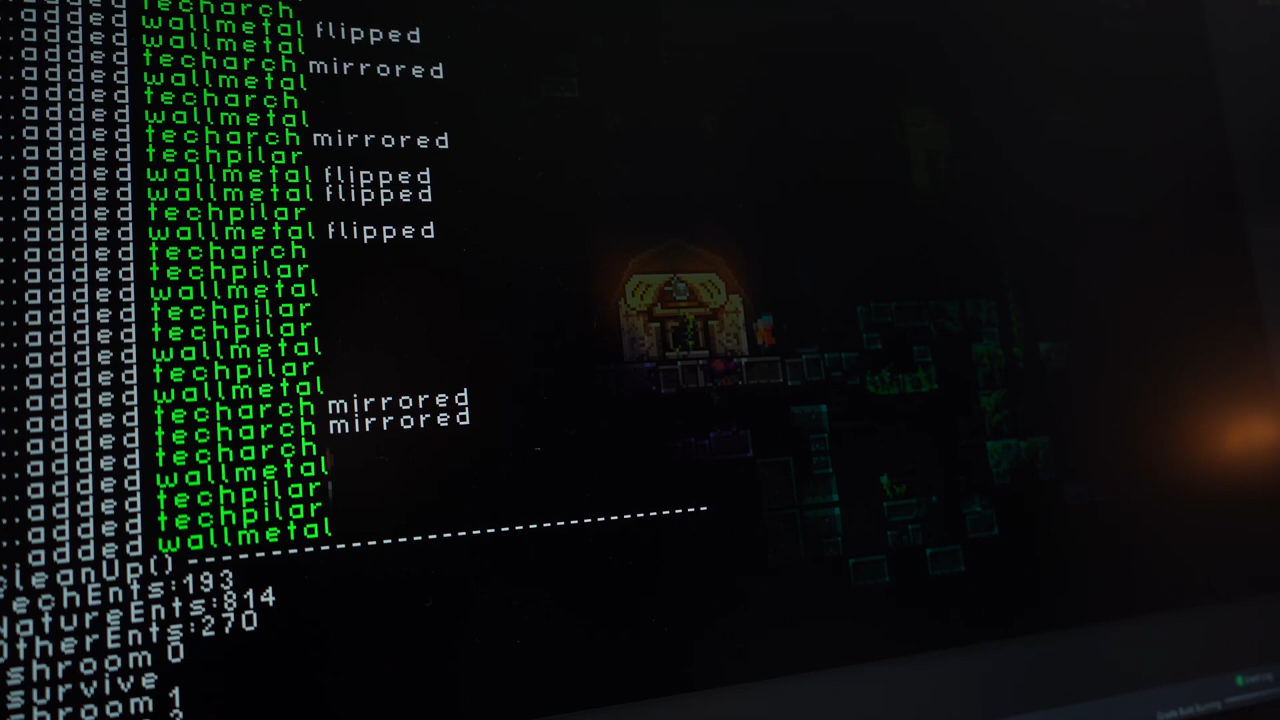 ..added techarch
..added wallmetal flipped
..added wallmetal
..added techarch mirrored
..added wallmetal
..added techarch
..added wallmetal
..added techarch mirrored
..added techpilar
..added wallmetal flipped
..added wallmetal flipped
..added techpilar
..added wallmetal flipped
..added techarch
..added techpilar
..added wallmetal
..added techpilar
..added techpilar
..added wallmetal
..added techpilar
..added wallmetal
..added techarch mirrored
..added techarch mirrored
..added techarch
..added wallmetal
..added techpilar
..added techpilar
..added wallmetal
cleanUp() --------------------------------------------------
techEnts:193
NatureEnts:814
OtherEnts:270
shroom 0
survive
shroom 1